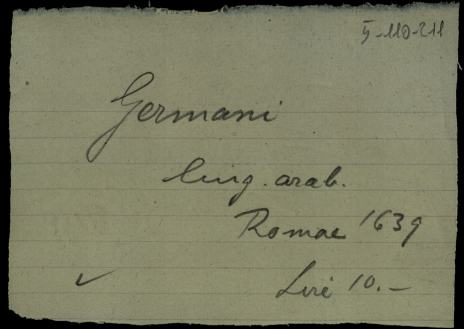 5-110-211
Germani
ling. arab.
Romae 1639
Lire 10.-